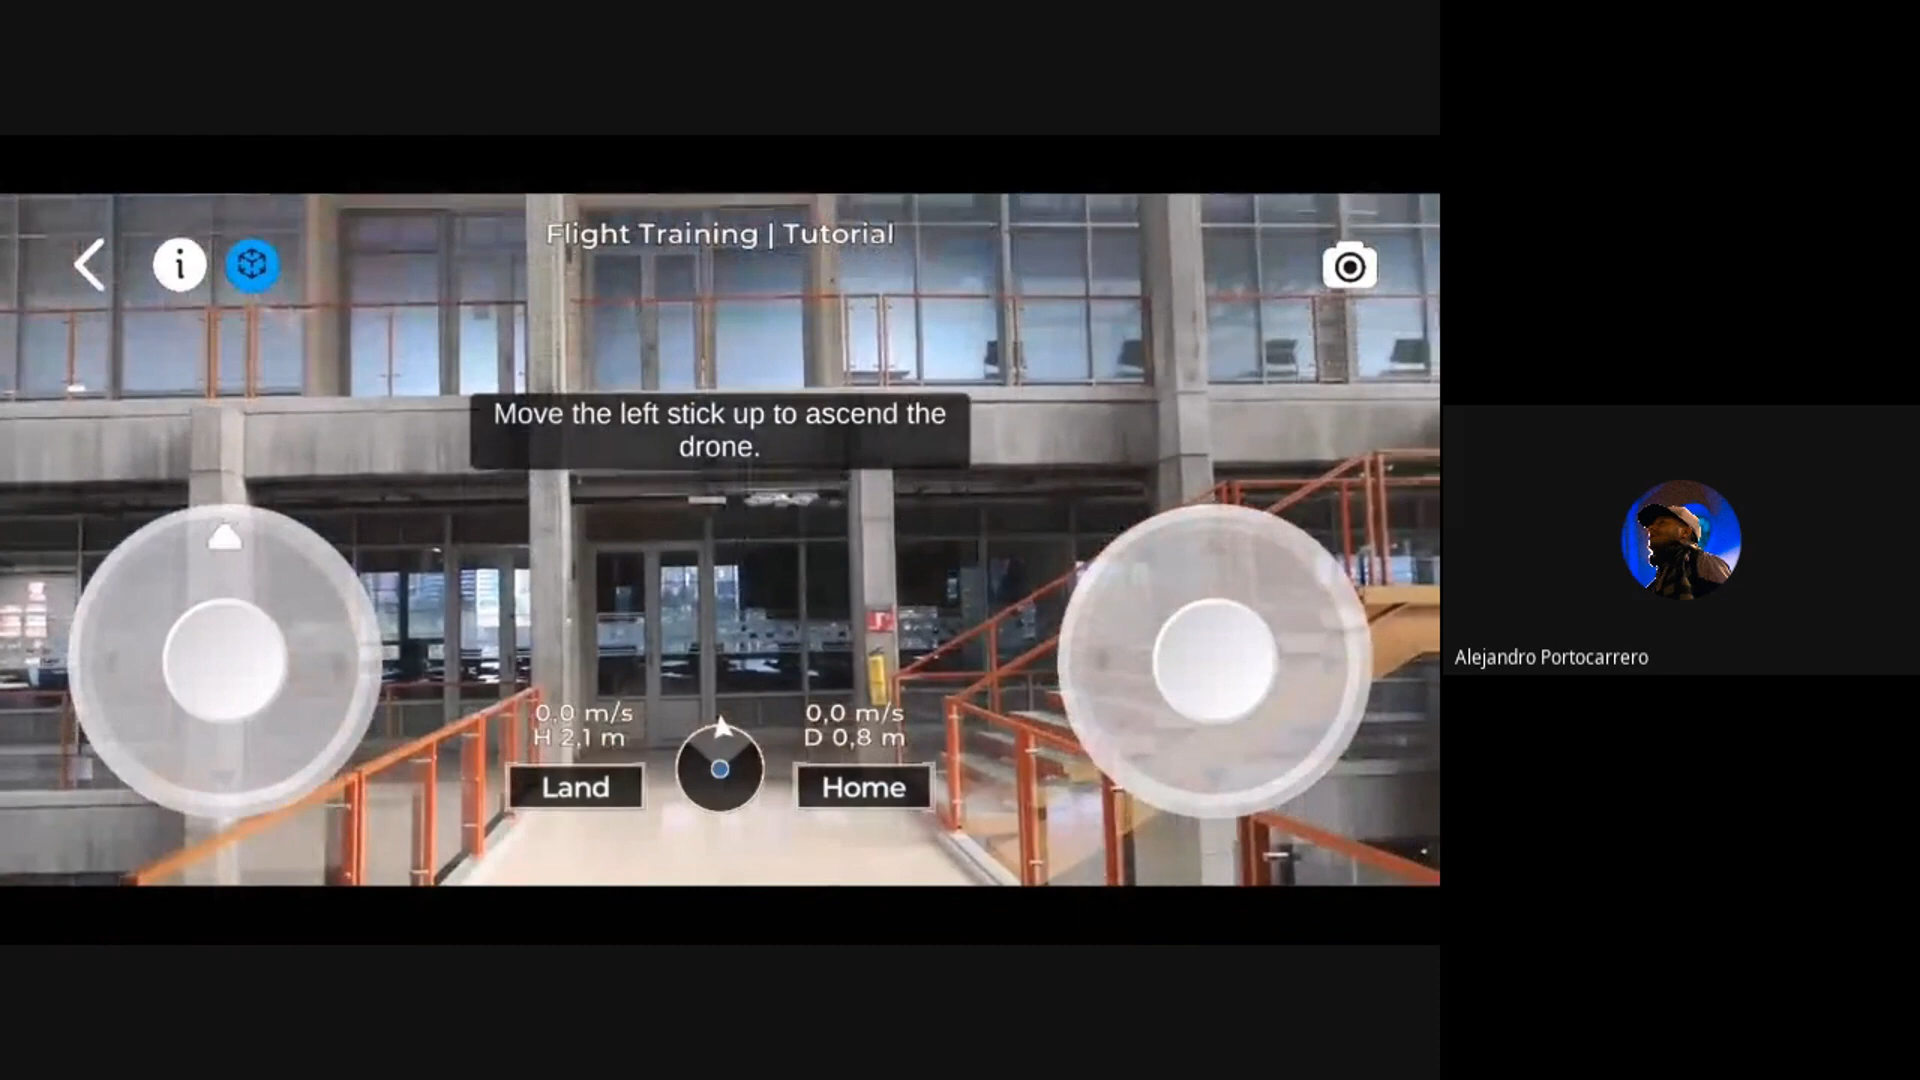 Flight Training | Tutorial
i
Move the left stick up to ascend the
drone.
0,0 m/s
H 2,1 m
0,0 m/s
D 0,8 m
Land
Home
Alejandro Portocarrero